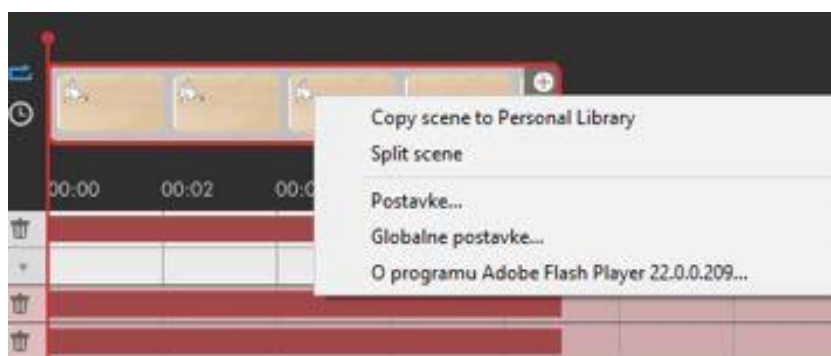 Copy scene to Personal Library
Split scene
00:00 00:02
Postavke...
Globalne postavke...
O programu Adobe Flash Player 22.0.0.209...